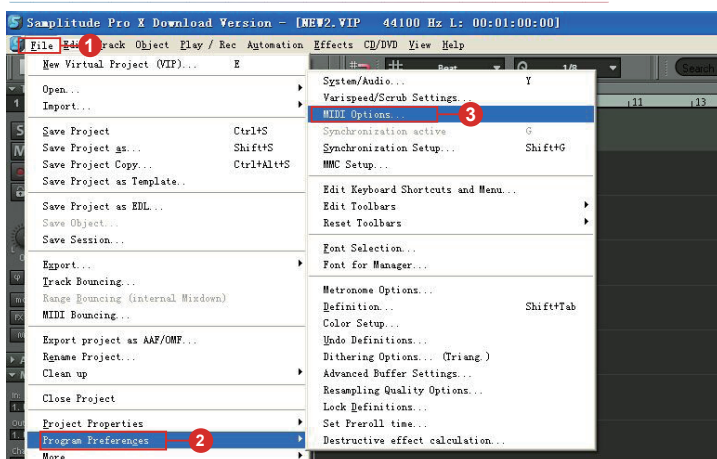 Samplitude Pro X Download Version - [NEW2.VIP 44100 Hz L: 00:01:00:00]
File 1 rack Object Play / Rec Automation Effects CD/DVD View Help
New Virtual Project (VIP)... E
Open...
Import...
Save Project Ctrl+S
Save Project as... Shift+S
Save Project Copy... Ctrl+Alt+S
Save Project as Template..
Save Project as EDL...
Save Object...
Save Session...
Export...
Track Bouncing...
Range Bouncing (internal Mixdown)
MIDI Bouncing...
Export project as AAF/OMF...
Rename Project...
Clean up
Close Project
Project Properties
Program Preferences 2
More
Beat 1/8 Search
System/Audio... Y
Varispeed/Scrub Settings...
MIDI Options... 3
Synchronization active G
Synchronization Setup... Shift+G
MMC Setup...
Edit Keyboard Shortcuts and Menu...
Edit Toolbars
Reset Toolbars
Font Selection...
Font for Manager...
Metronome Options...
Definition... Shift+Tab
Color Setup...
Undo Definitions...
Dithering Options... (Triang.)
Advanced Buffer Settings...
Resampling Quality Options...
Lock Definitions...
Set Preroll time...
Destructive effect calculation...
11 13
1
S
M